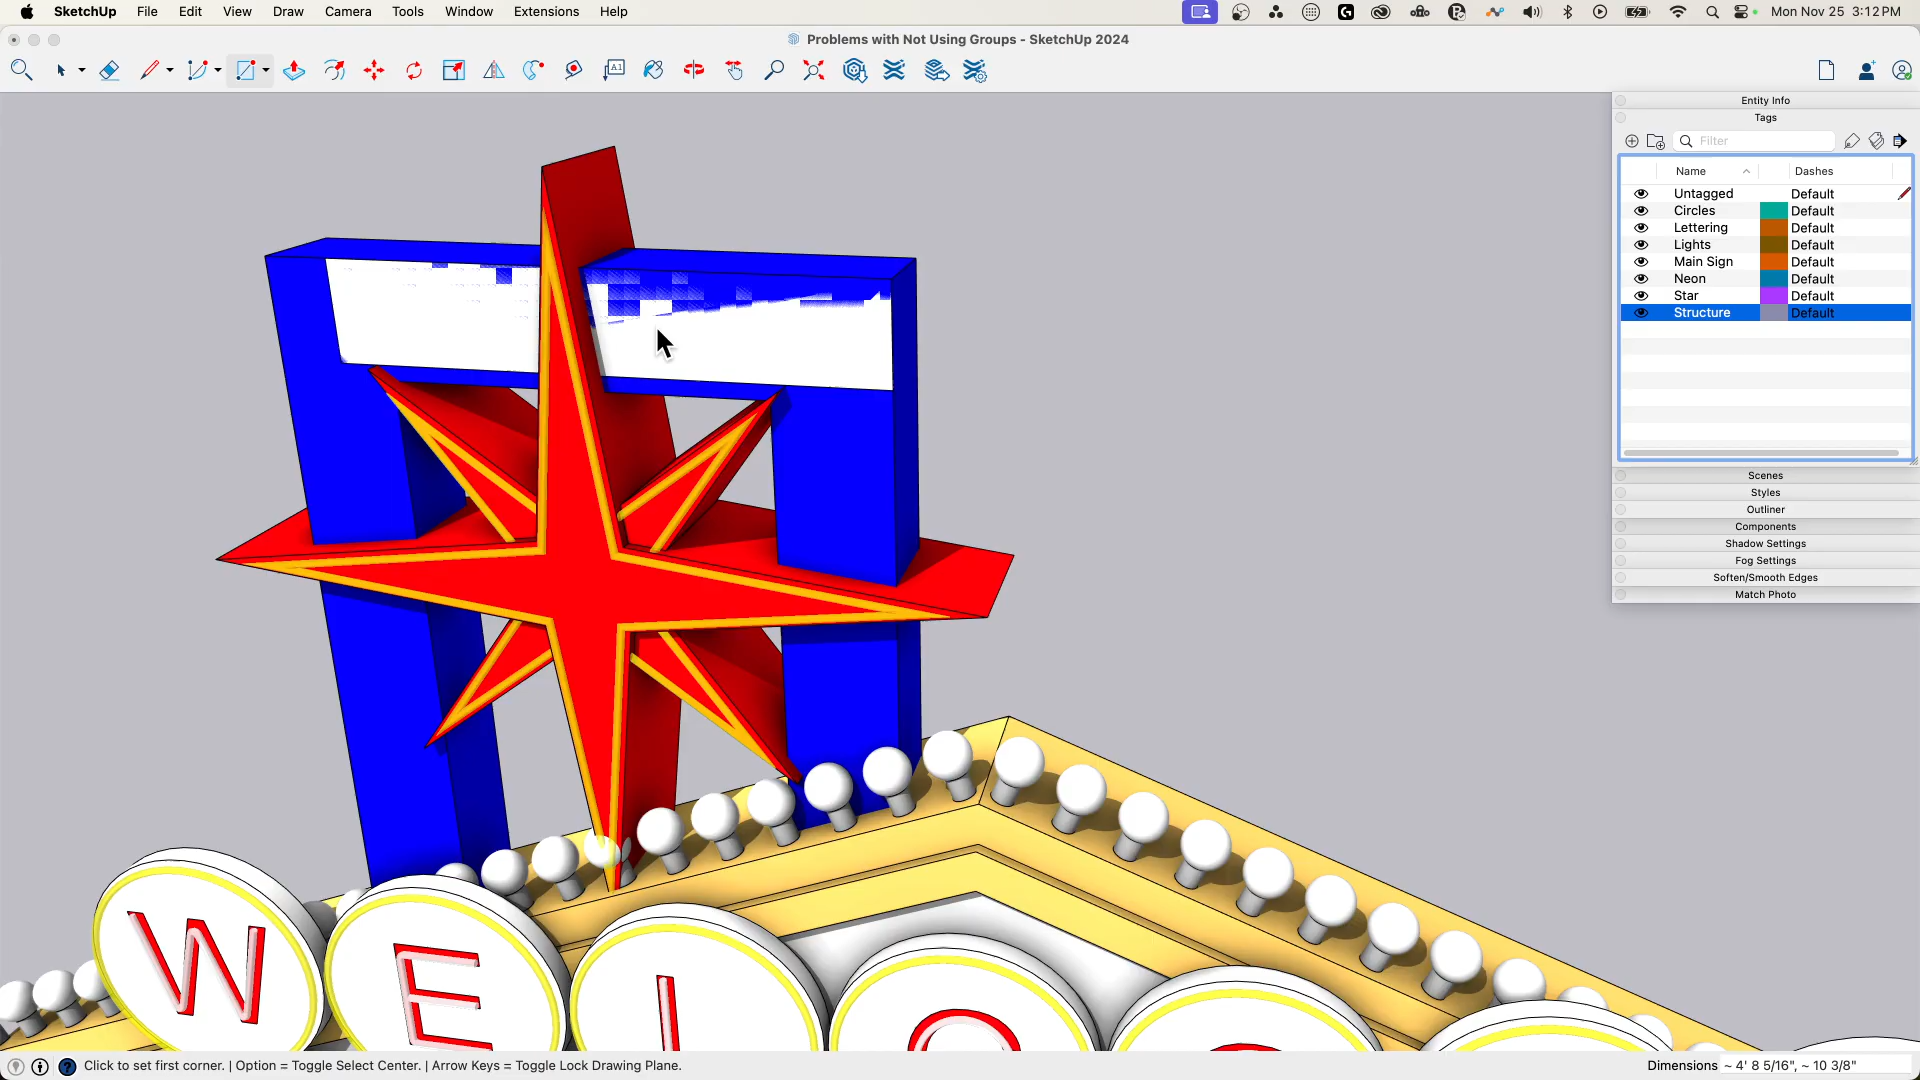 SketchUp File Edit View Draw Camera Tools Window Extensions Help
Mon Nov 25 3:12 PM
Problems with Not Using Groups - SketchUp 2024
A1
Entity Info
Tags
Filter
Name Dashes
Untagged Default
Circles Default
Lettering Default
Lights Default
Main Sign Default
Neon Default
Star Default
Structure Default
Scenes
Styles
Outliner
Components
Shadow Settings
Fog Settings
Soften/Smooth Edges
Match Photo
W E
Click to set first corner. | Option = Toggle Select Center. | Arrow Keys = Toggle Lock Drawing Plane.
Dimensions ~ 4' 8 5/16", ~ 10 3/8"